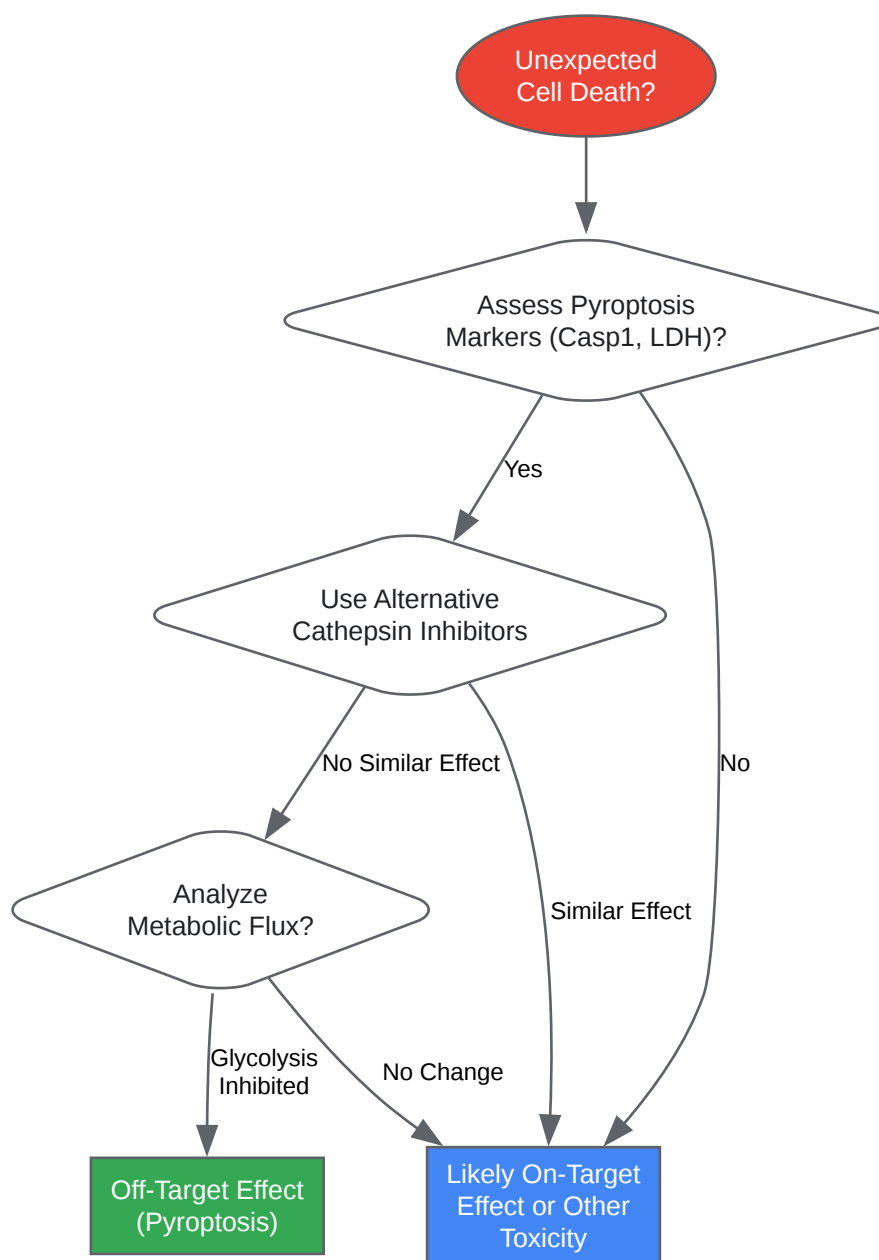 Unexpected
Cell Death?
Assess Pyroptosis
Markers (Casp1, LDH)?
Yes
Use Alternative
Cathepsin Inhibitors
No Similar Effect
No
Analyze
Metabolic Flux?
Similar Effect
Glycolysis
Inhibited
No Change
Off-Target Effect
(Pyroptosis)
Likely On-Target
Effect or Other
Toxicity